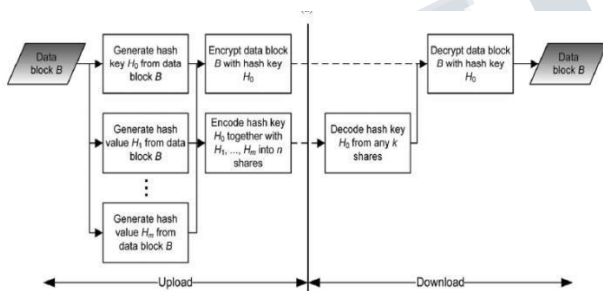 Data
block B
Generate hash
key H0 from data
block B
Encrypt data block
B with hash key
H0
Decrypt data block
B with hash key
H0
Data
block B
Generate hash
value H1 from data
block B
Encode hash key
H0 together with
H1, ..., Hm into n
shares
Decode hash key
H0 from any k
shares
⋮
Generate hash
value Hm from
data block B
Upload
Download